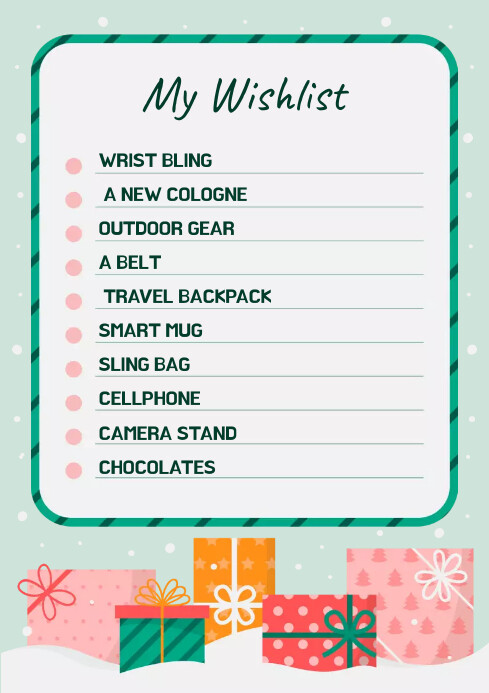 My Wishlist
WRIST BLING
A NEW COLOGNE
OUTDOOR GEAR
A BELT
TRAVEL BACKPACK
SMART MUG
SLING BAG
CELLPHONE
CAMERA STAND
CHOCOLATES